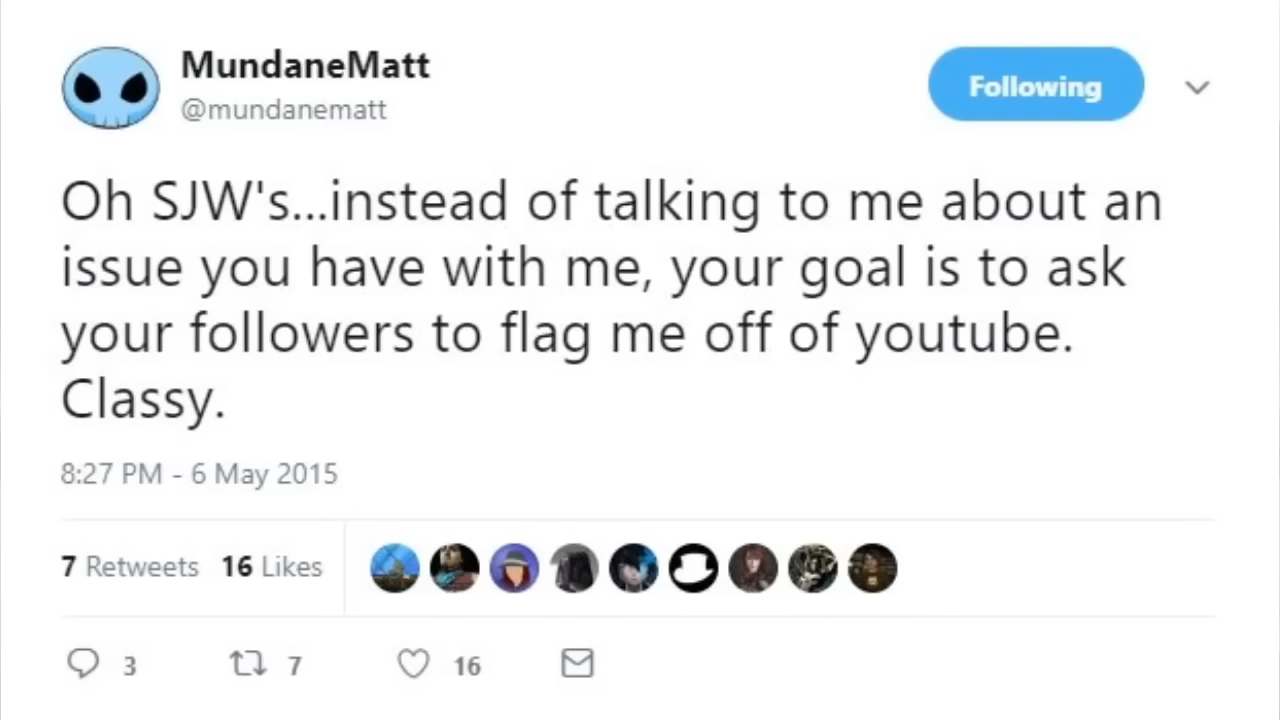 MundaneMatt
@mundanematt
Following
Oh SJW's...instead of talking to me about an
issue you have with me, your goal is to ask
your followers to flag me off of youtube.
Classy.
8:27 PM - 6 May 2015
7 Retweets 16 Likes
3 7 16